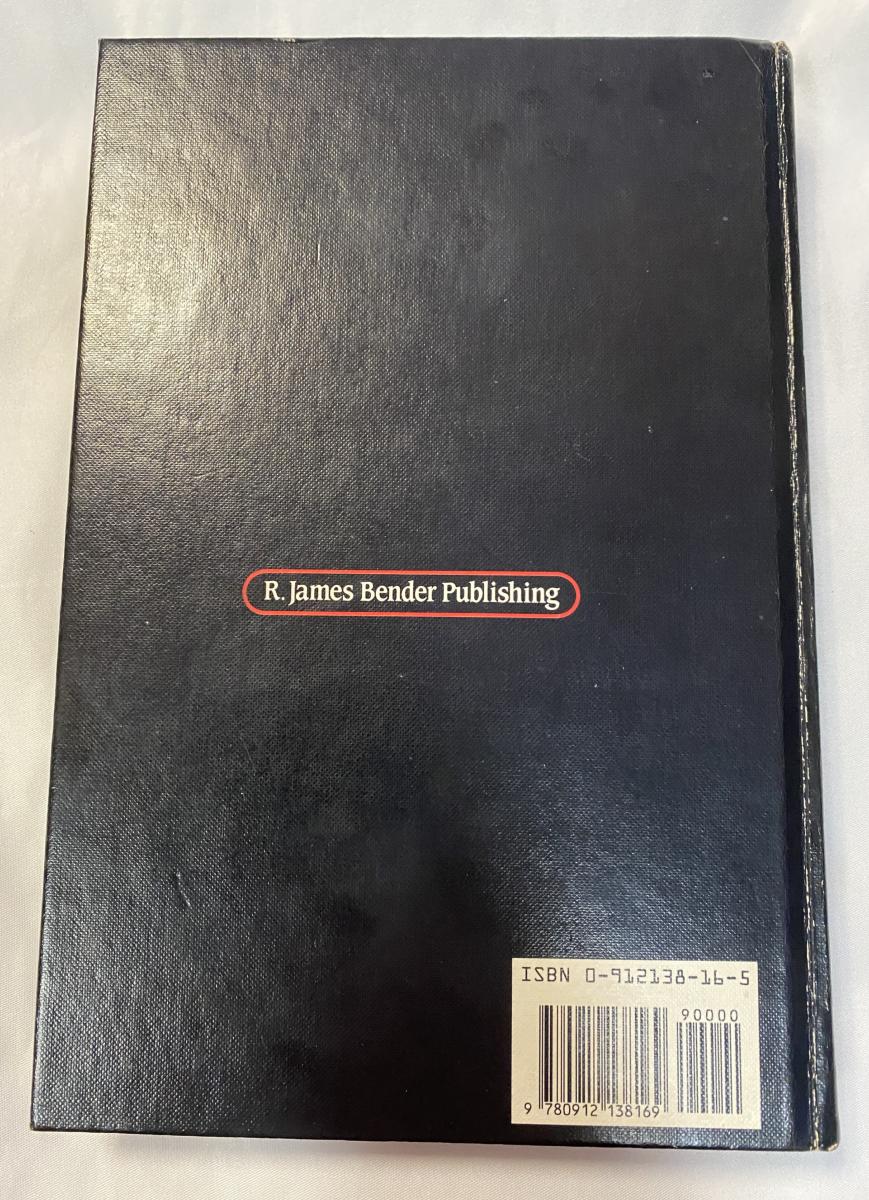 R. James Bender Publishing
ISBN 0-912138-16-5
90000
9 780912 138169